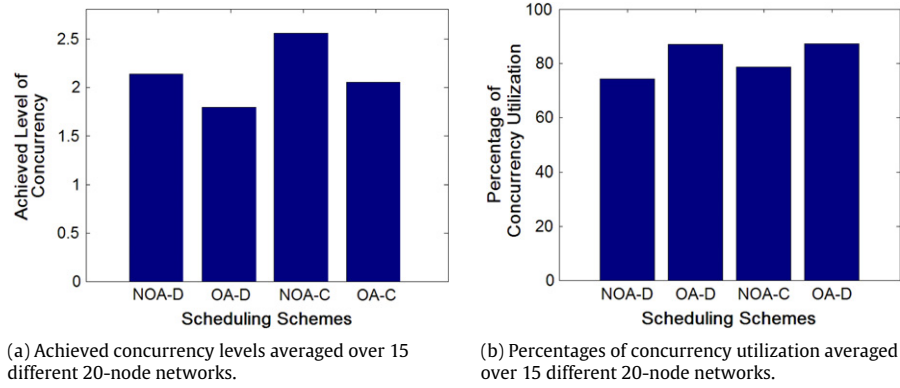 Achieved Level of
Concurrency
2.5
2
1.5
1
0.5
0
NOA-D OA-D NOA-C OA-C
Scheduling Schemes
(a) Achieved concurrency levels averaged over 15
different 20-node networks.
Percentage of
Concurrency Utilization
100
80
60
40
20
0
NOA-D OA-D NOA-C OA-D
Scheduling Schemes
(b) Percentages of concurrency utilization averaged
over 15 different 20-node networks.